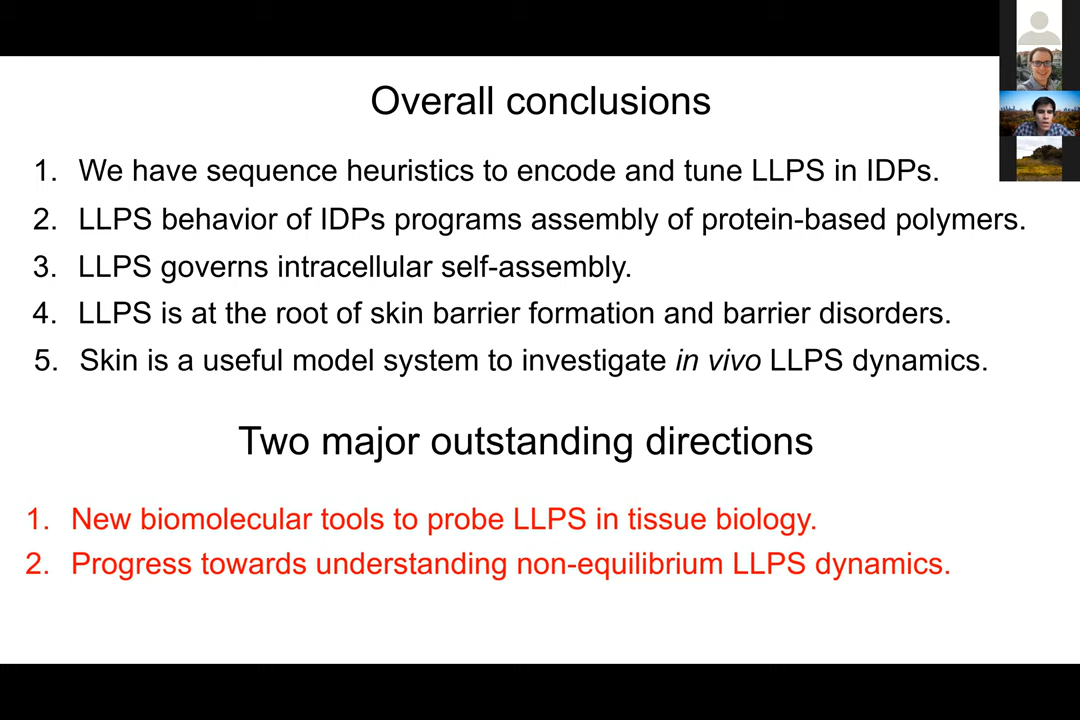 Overall conclusions
1. We have sequence heuristics to encode and tune LLPS in IDPs.
2. LLPS behavior of IDPs programs assembly of protein-based polymers.
3. LLPS governs intracellular self-assembly.
4. LLPS is at the root of skin barrier formation and barrier disorders.
5. Skin is a useful model system to investigate in vivo LLPS dynamics.
Two major outstanding directions
1. New biomolecular tools to probe LLPS in tissue biology.
2. Progress towards understanding non-equilibrium LLPS dynamics.